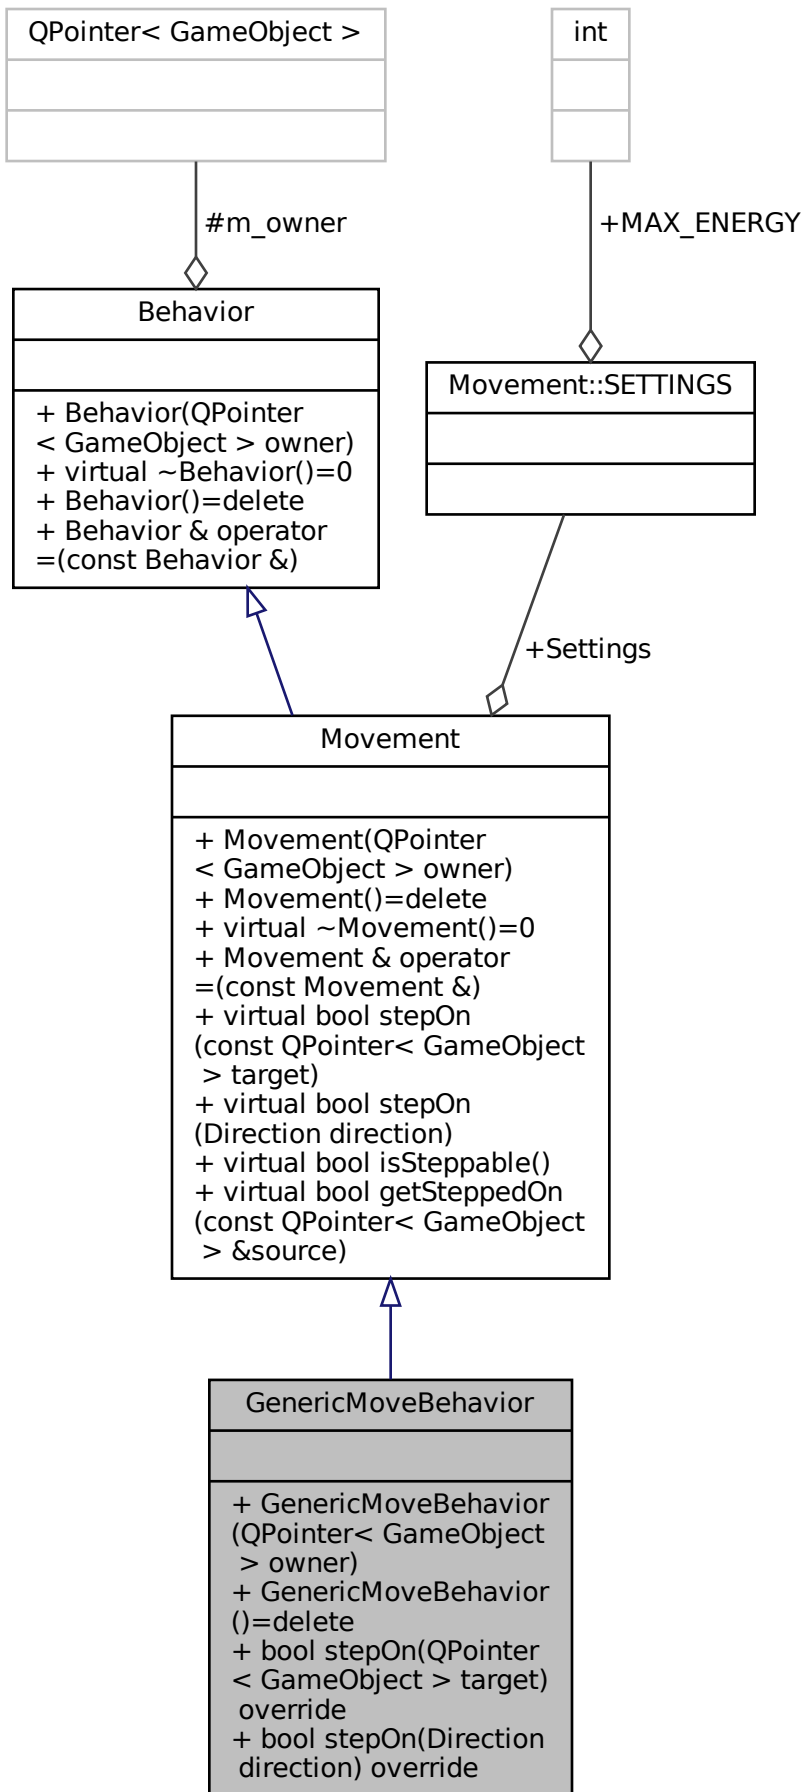 QPointer< GameObject >
int
#m_owner
+MAX_ENERGY
Behavior
+ Behavior(QPointer
< GameObject > owner)
+ virtual ~Behavior()=0
+ Behavior()=delete
+ Behavior & operator
=(const Behavior &)
Movement::SETTINGS
+Settings
Movement
+ Movement(QPointer
< GameObject > owner)
+ Movement()=delete
+ virtual ~Movement()=0
+ Movement & operator
=(const Movement &)
+ virtual bool stepOn
(const QPointer< GameObject
 > target)
+ virtual bool stepOn
(Direction direction)
+ virtual bool isSteppable()
+ virtual bool getSteppedOn
(const QPointer< GameObject
 > &source)
GenericMoveBehavior
+ GenericMoveBehavior
(QPointer< GameObject
 > owner)
+ GenericMoveBehavior
()=delete
+ bool stepOn(QPointer
< GameObject > target)
 override
+ bool stepOn(Direction
 direction) override